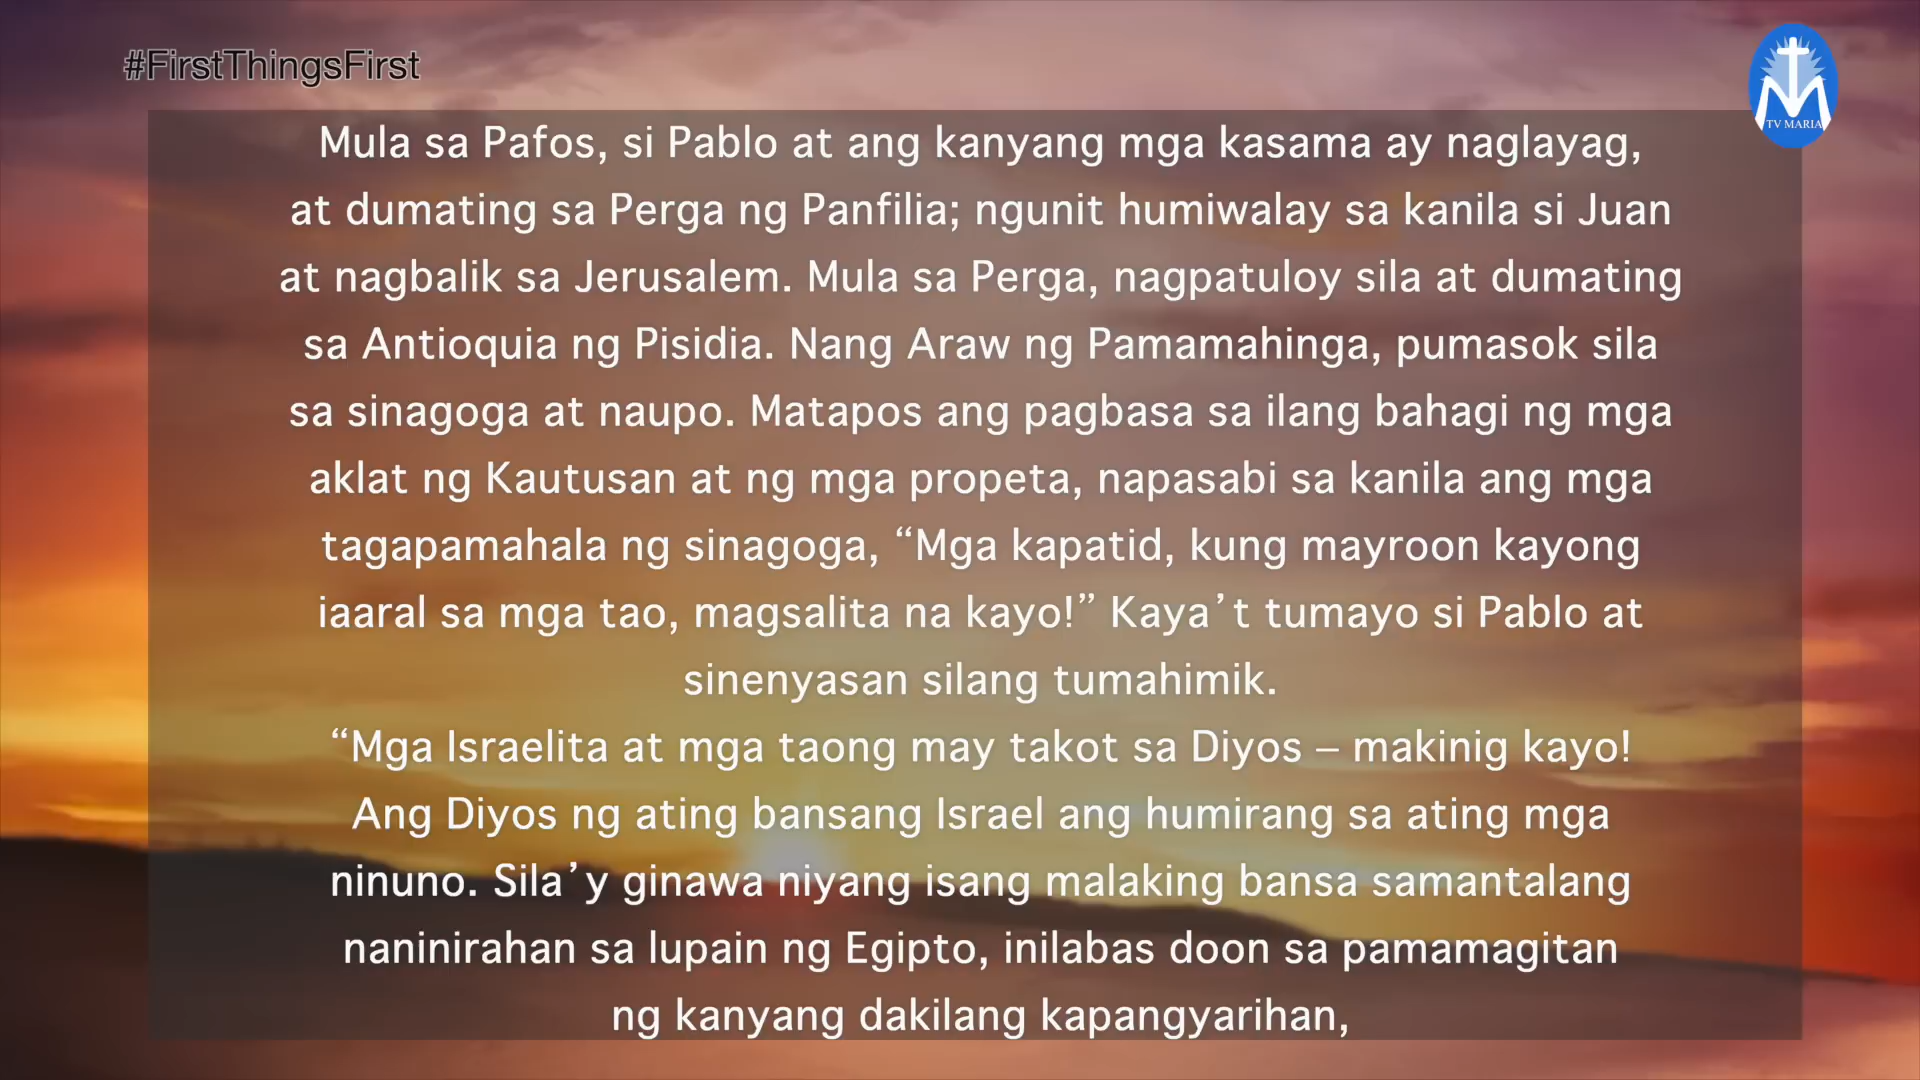 #FirstThingsFirst
TV MARIA
Mula sa Pafos, si Pablo at ang kanyang mga kasama ay naglayag,
at dumating sa Perga ng Panfilia; ngunit humiwalay sa kanila si Juan
at nagbalik sa Jerusalem. Mula sa Perga, nagpatuloy sila at dumating
sa Antioquia ng Pisidia. Nang Araw ng Pamamahinga, pumasok sila
sa sinagoga at naupo. Matapos ang pagbasa sa ilang bahagi ng mga
aklat ng Kautusan at ng mga propeta, napasabi sa kanila ang mga
tagapamahala ng sinagoga, “Mga kapatid, kung mayroon kayong
iaaral sa mga tao, magsalita na kayo!” Kaya’t tumayo si Pablo at
sinenyasan silang tumahimik.
“Mga Israelita at mga taong may takot sa Diyos – makinig kayo!
Ang Diyos ng ating bansang Israel ang humirang sa ating mga
ninuno. Sila’y ginawa niyang isang malaking bansa samantalang
naninirahan sa lupain ng Egipto, inilabas doon sa pamamagitan
ng kanyang dakilang kapangyarihan,